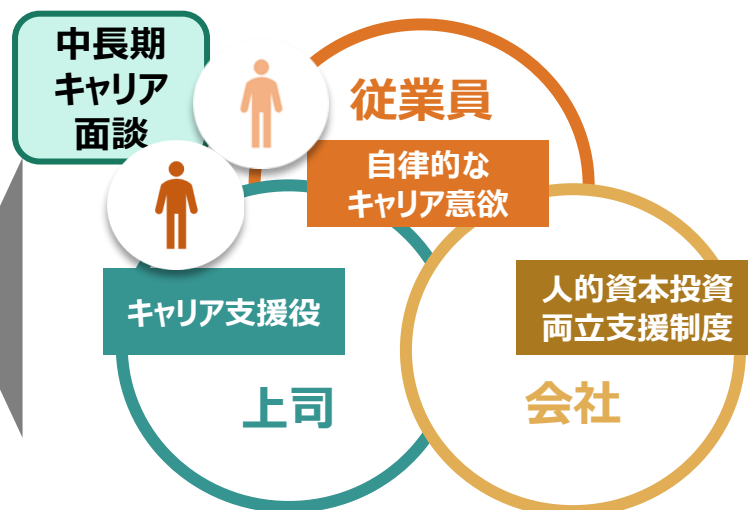 中長期
キャリア
面談
従業員
自律的な
キャリア意欲
キャリア支援役
人的資本投資
両立支援制度
上司
会社